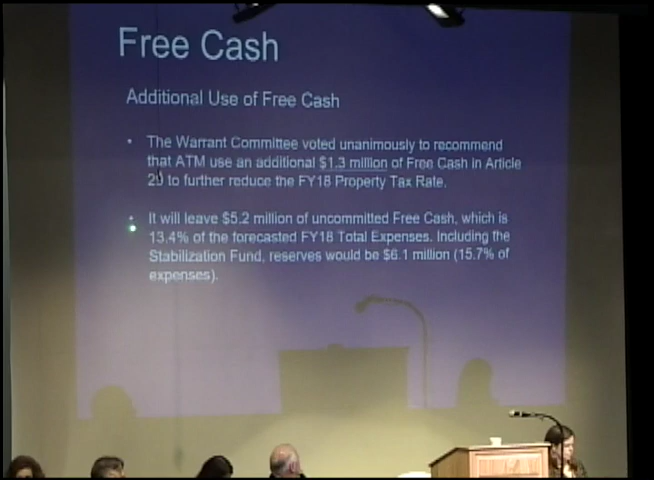 Free Cash
Additional Use of Free Cash
• The Warrant Committee voted unanimously to recommend
that ATM use an additional $1.3 million of Free Cash in Article
29 to further reduce the FY18 Property Tax Rate.
• It will leave $5.2 million of uncommitted Free Cash, which is
13.4% of the forecasted FY18 Total Expenses. Including the
Stabilization Fund, reserves would be $6.1 million (15.7% of
expenses).